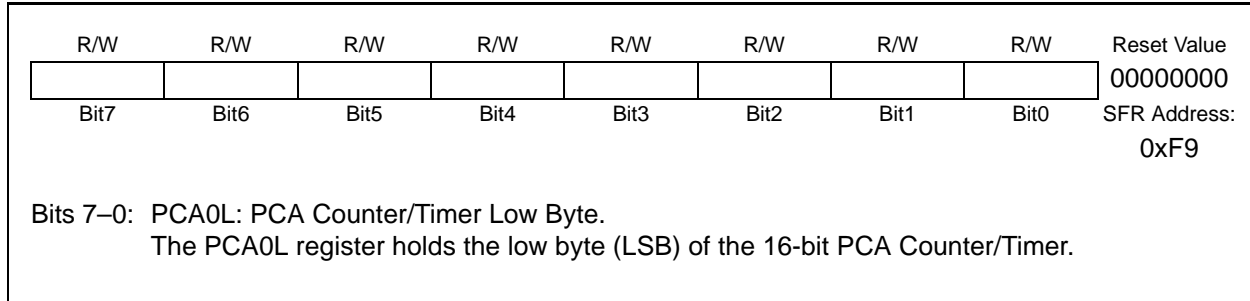 R/W R/W R/W R/W R/W R/W R/W R/W Reset Value
00000000
Bit7 Bit6 Bit5 Bit4 Bit3 Bit2 Bit1 Bit0 SFR Address:
0xF9
Bits 7–0: PCA0L: PCA Counter/Timer Low Byte.
The PCA0L register holds the low byte (LSB) of the 16-bit PCA Counter/Timer.